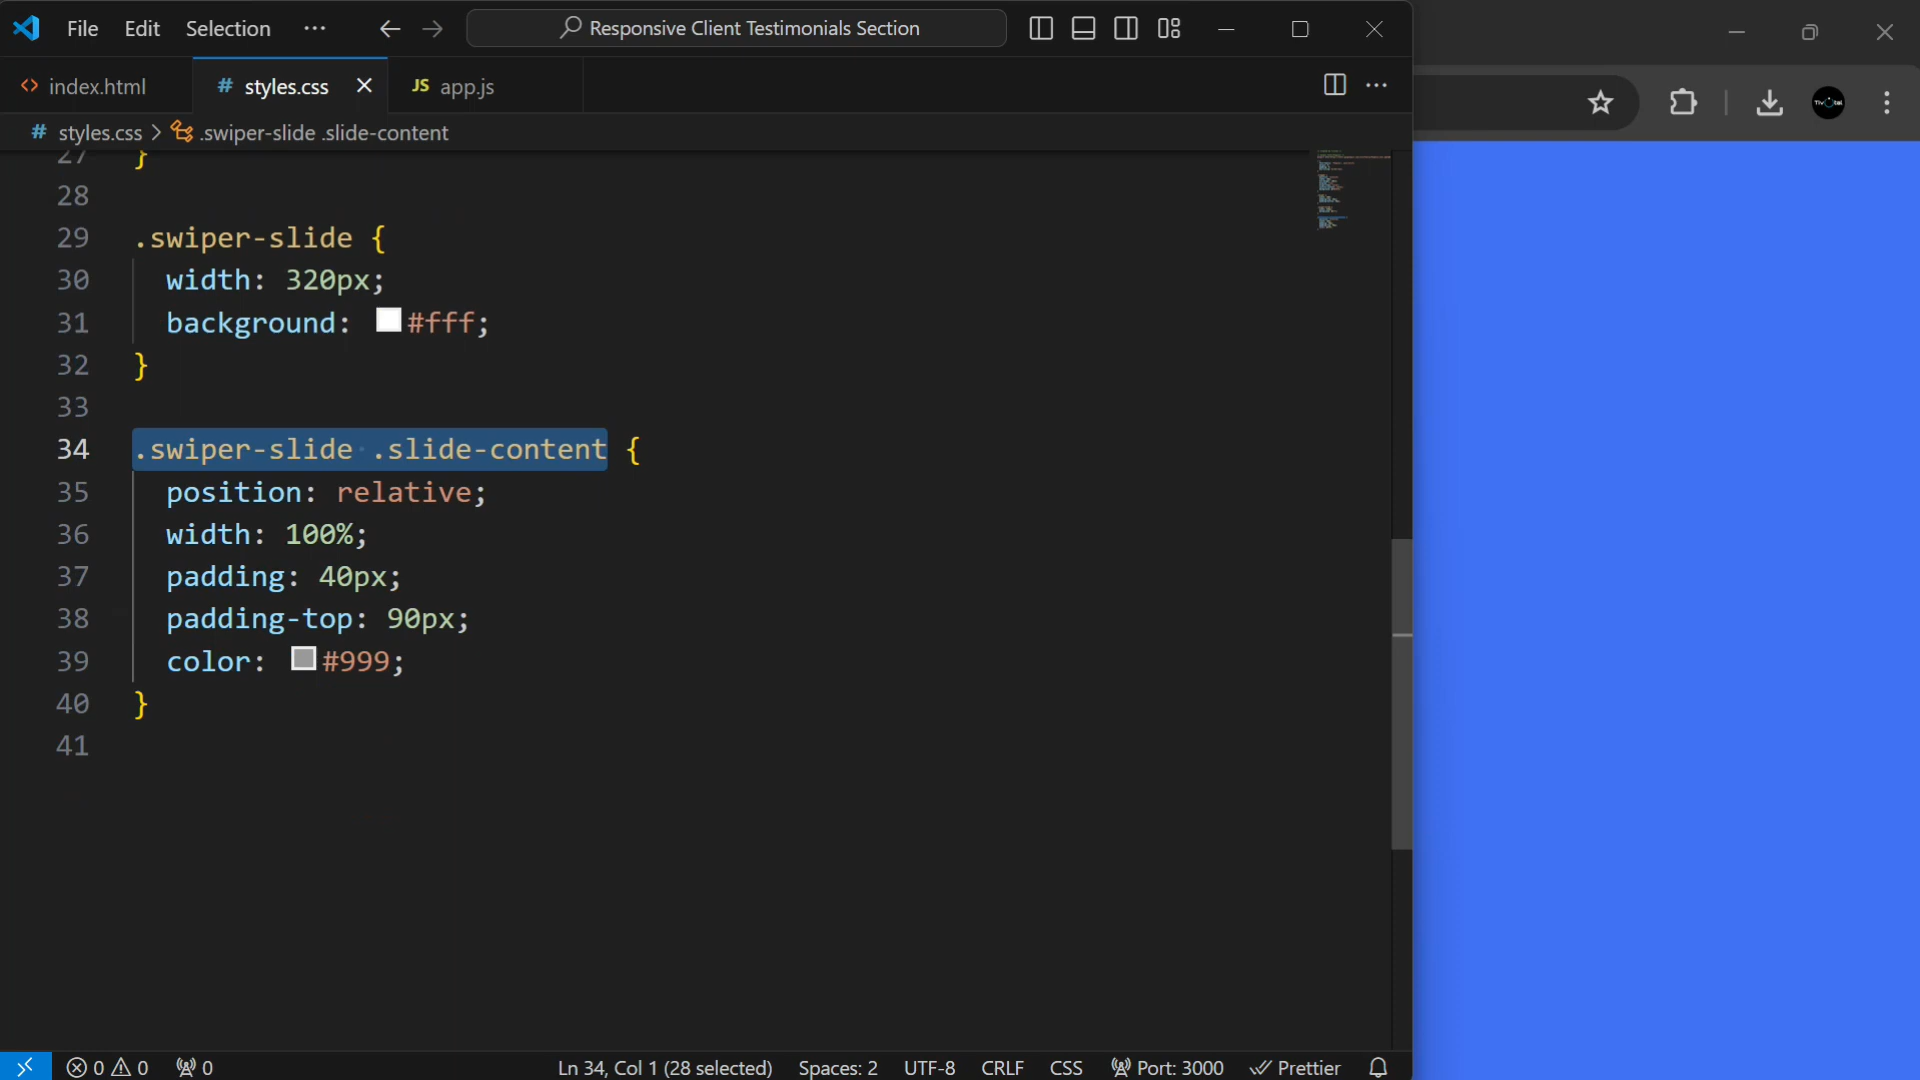 File Edit Selection ··· Responsive Client Testimonials Section
index.html # styles.css JS app.js
# styles.css > .swiper-slide .slide-content
27 }
28
29 .swiper-slide {
30 width: 320px;
31 background: #fff;
32 }
33
34 .swiper-slide .slide-content {
35 position: relative;
36 width: 100%;
37 padding: 40px;
38 padding-top: 90px;
39 color: #999;
40 }
41
0 0 0 Ln 34, Col 1 (28 selected) Spaces: 2 UTF-8 CRLF CSS Port: 3000 Prettier